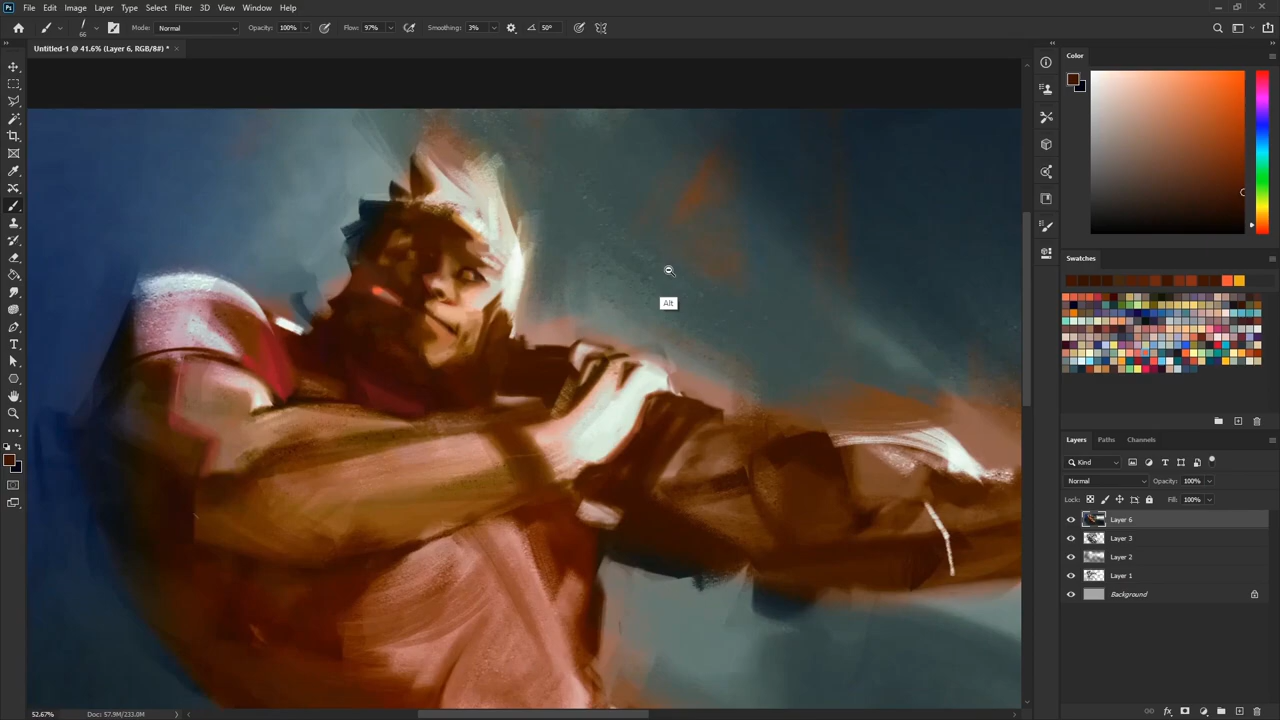 Ps File Edit Image Layer Type Select Filter 3D View Window Help
66 Mode: Normal Opacity: 100% Flow: 97% Smoothing: 3% 50°
Untitled-1 @ 41.6% (Layer 6, RGB/8#) * ×
Color
Swatches
Alt
Layers Paths Channels
Kind
Normal Opacity: 100%
Lock: Fill: 100%
Layer 6
Layer 3
Layer 2
Layer 1
Background
52.67% Doc: 57.9M/233.0M
fx